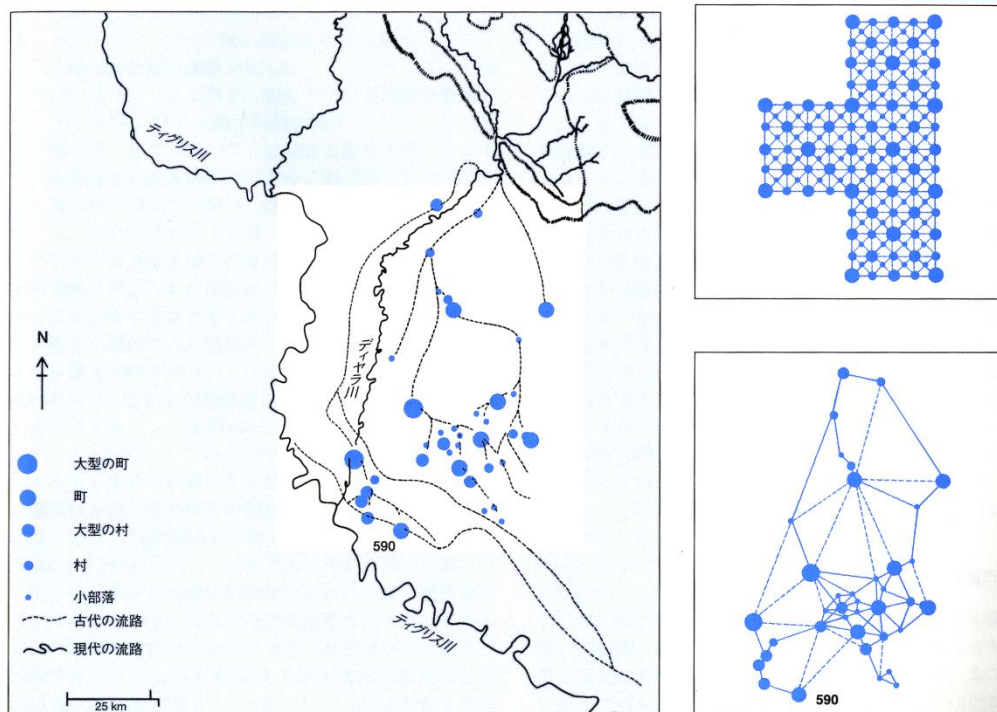 ティグリス川
N
ディヤラ川
大型の町
町
大型の村
村
小部落
古代の流路
現代の流路
25 km
590
ティグリス川
590